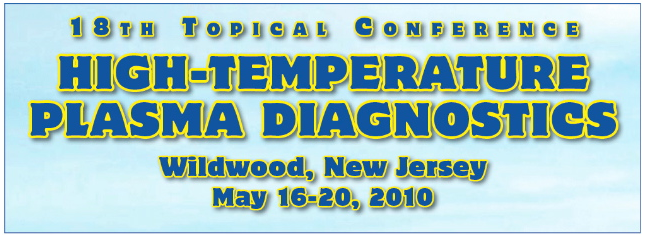 18th Topical Conference
HIGH-TEMPERATURE
PLASMA DIAGNOSTICS
Wildwood, New Jersey
May 16-20, 2010